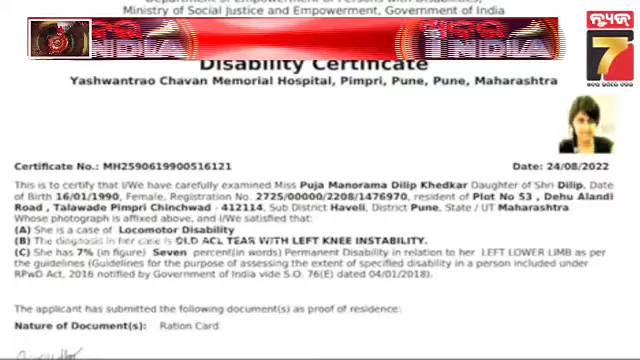 Department of Empowerment of Persons with Disabilities,
Ministry of Social Justice and Empowerment, Government of India
Disability Certificate
Yashwantrao Chavan Memorial Hospital, Pimpri, Pune, Pune, Maharashtra
INDIA
INDIA
ନ୍ୟୁଜ୍
7
Certificate No.: MH2590619900516121
Date: 24/08/2022
This is to certify that I/We have carefully examined Miss Puja Manorama Dilip Khedkar Daughter of Shri Dilip, Date
of Birth 16/01/1990, Female, Registration No. 2725/00000/2208/1476970, resident of Plot No 53 , Dehu Alandi
Road , Talawade Pimpri Chinchwad - 412114, Sub District Haveli, District Pune, State / UT Maharashtra
Whose photograph is affixed above, and I/We satisfied that:
(A) She is a case of Locomotor Disability
(B) The diagnosis in her case is OLD ACL TEAR WITH LEFT KNEE INSTABILITY.
(C) She has 7% (in figure) Seven percent(in words) Permanent Disability in relation to her LEFT LOWER LIMB as per
the guidelines (Guidelines for the purpose of assessing the extent of specified disability in a person included under
RPwD Act, 2016 notified by Government of India vide S.O. 76(E) dated 04/01/2018).
The applicant has submitted the following document(s) as proof of residence:
Nature of Document(s): Ration Card